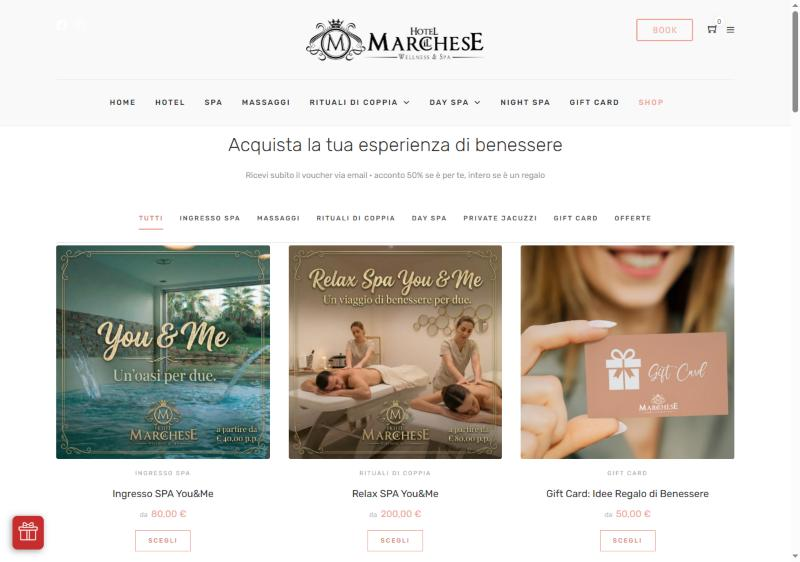 HOTEL
MARCHESE
WELLNESS & SPA
BOOK
0
HOME HOTEL SPA MASSAGGI RITUALI DI COPPIA DAY SPA NIGHT SPA GIFT CARD SHOP
Acquista la tua esperienza di benessere
Ricevi subito il voucher via email • acconto 50% se è per te, intero se è un regalo
TUTTI INGRESSO SPA MASSAGGI RITUALI DI COPPIA DAY SPA PRIVATE JACUZZI GIFT CARD OFFERTE
You & Me
Un'oasi per due.
HOTEL
MARCHESE
a partire da
€ 40,00 p.p.
Relax Spa You & Me
Un viaggio di benessere per due.
HOTEL
MARCHESE
a partire da
€ 80,00 p.p.
Gift Card
MARCHESE
INGRESSO SPA
Ingresso SPA You&Me
da 80,00 €
SCEGLI
RITUALI DI COPPIA
Relax SPA You&Me
da 200,00 €
SCEGLI
GIFT CARD
Gift Card: Idee Regalo di Benessere
da 50,00 €
SCEGLI